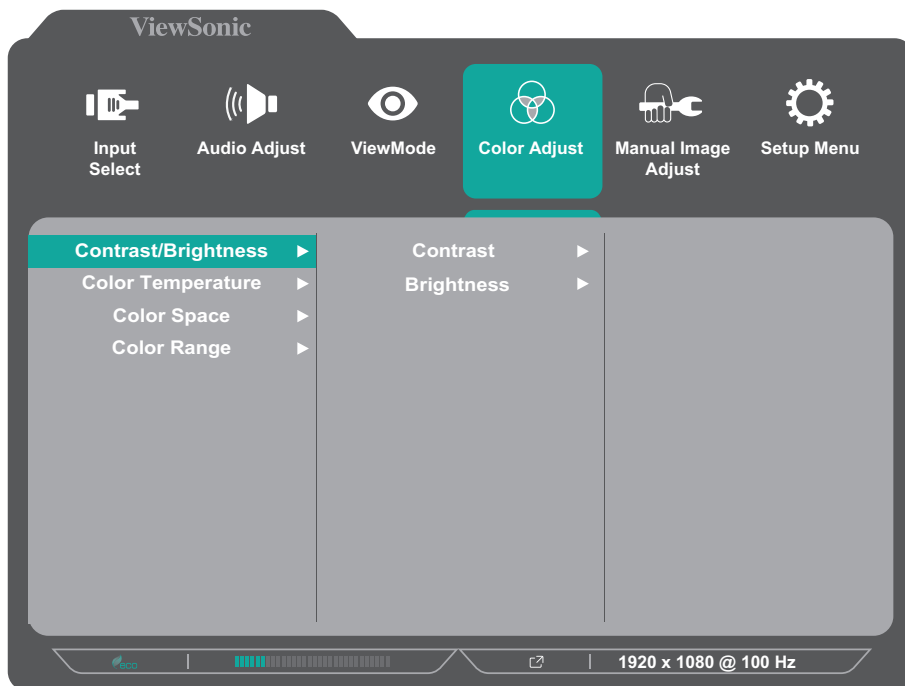 ViewSonic
Input
Select
Audio Adjust
ViewMode
Color Adjust
Manual Image
Adjust
Setup Menu
Contrast/Brightness
Contrast
Color Temperature
Brightness
Color Space
Color Range
eco
1920 x 1080 @ 100 Hz